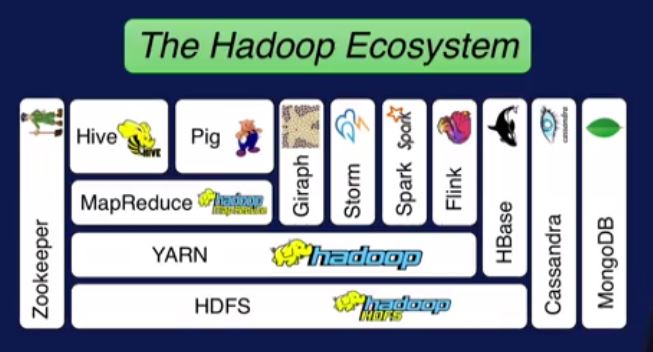 The Hadoop Ecosystem
Zookeeper
Hive
HIVE
Pig
Giraph
Storm
Spark
Spark
Flink
HBase
cassandra
Cassandra
MongoDB
MapReduce
hadoop
MapReduce
YARN
hadoop
HDFS
hadoop
HDFS